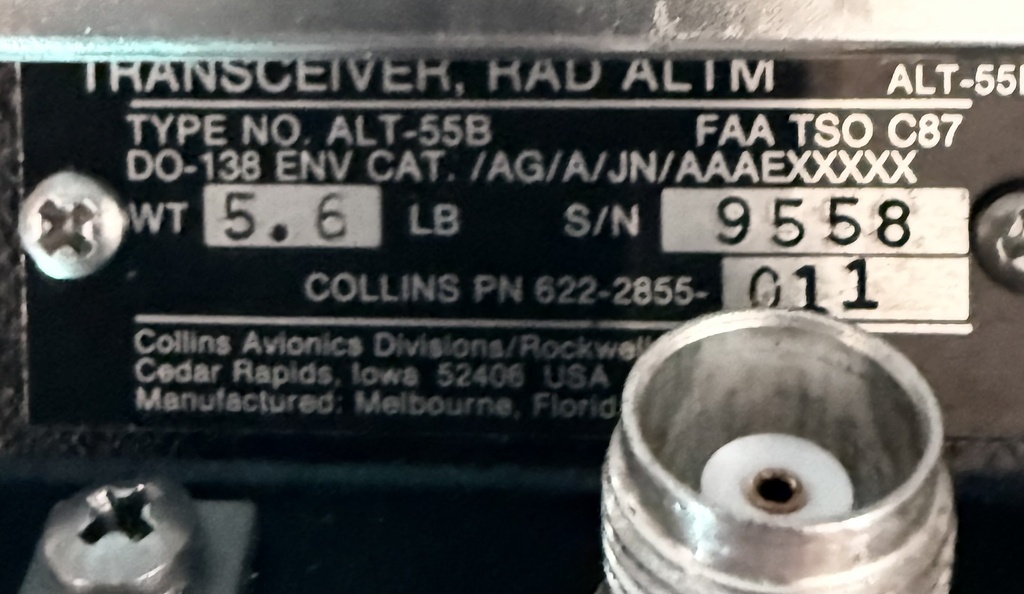 TRANSCEIVER, RAD ALTM ALT-55B
TYPE NO. ALT-55B FAA TSO C87
DO-138 ENV CAT. /AG/A/JN/AAAEXXXXX
WT 5.6 LB S/N 9558
COLLINS PN 622-2855-011
Collins Avionics Divisions/Rockwell
Cedar Rapids, Iowa 52406 USA
Manufactured: Melbourne, Florid